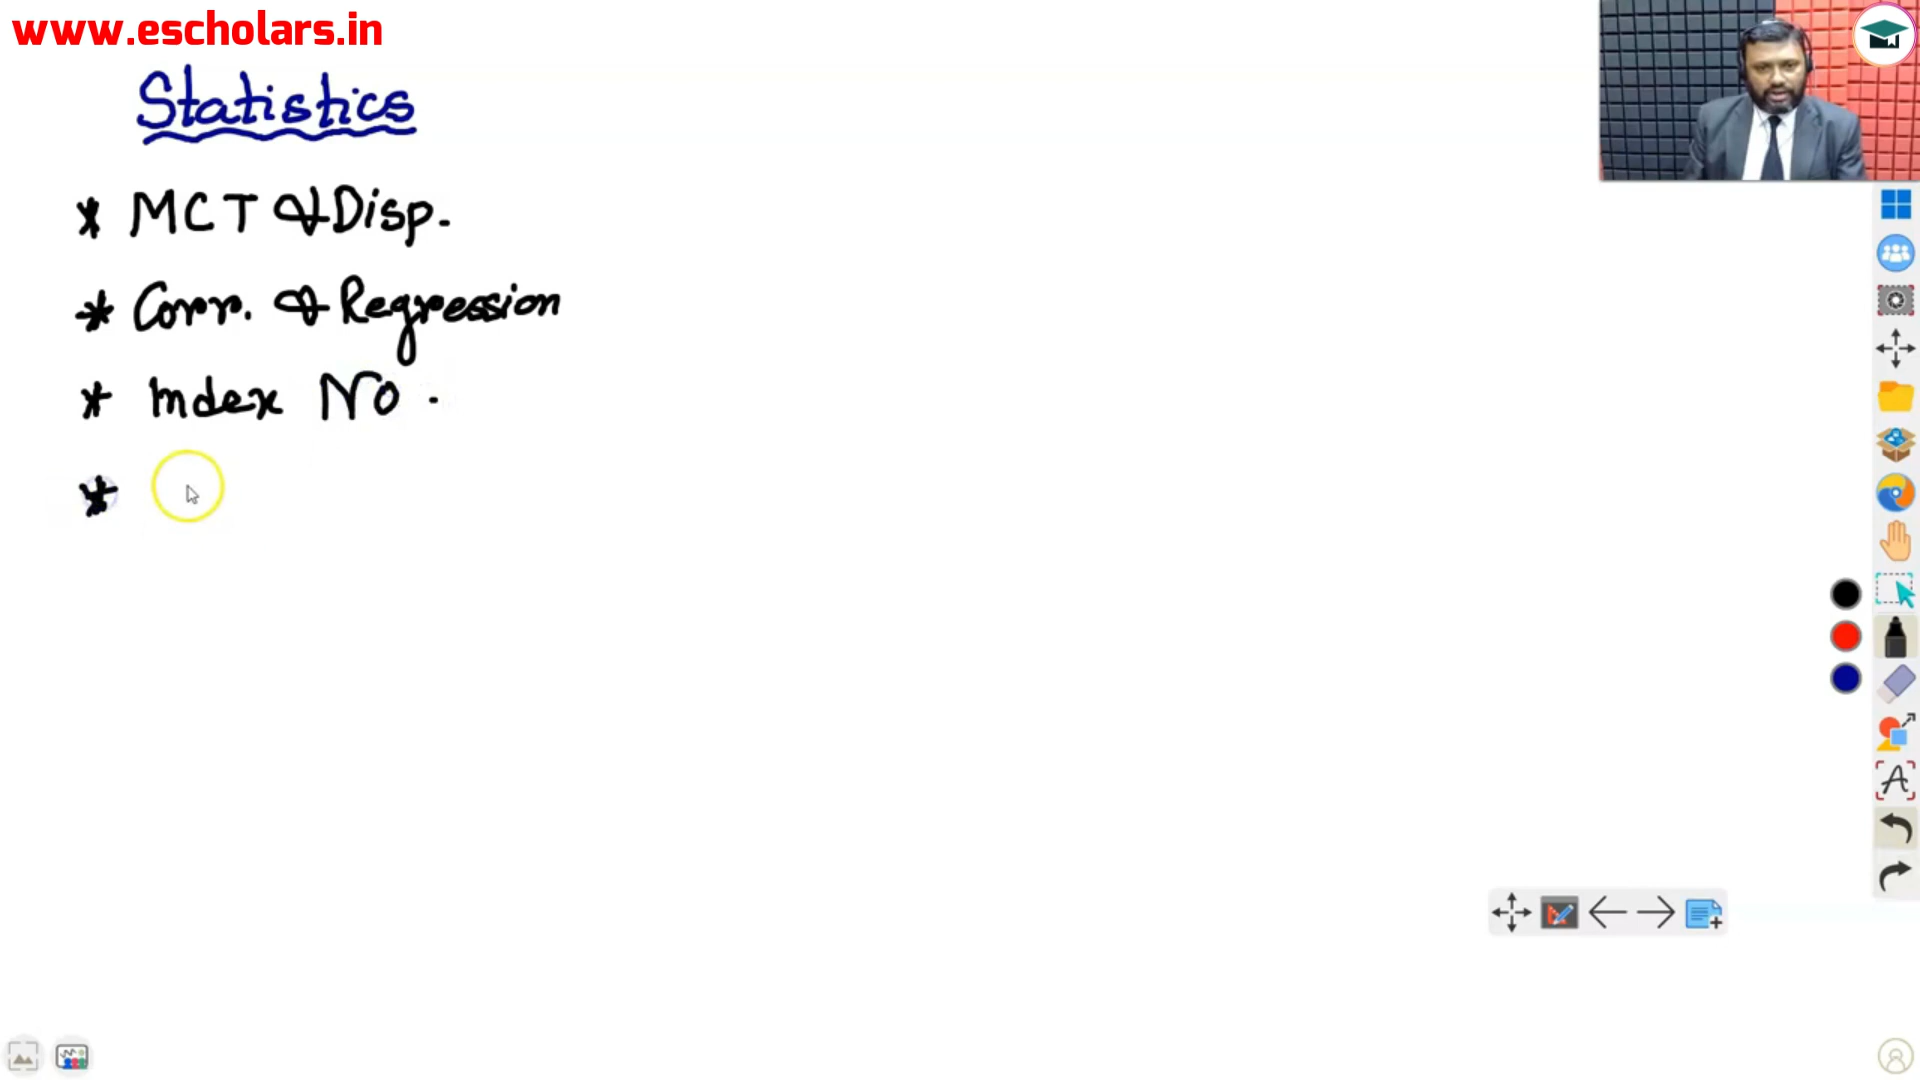 www.escholars.in
Statistics
* MCT & Disp.
* Corr. & Regression
* Index No.
*